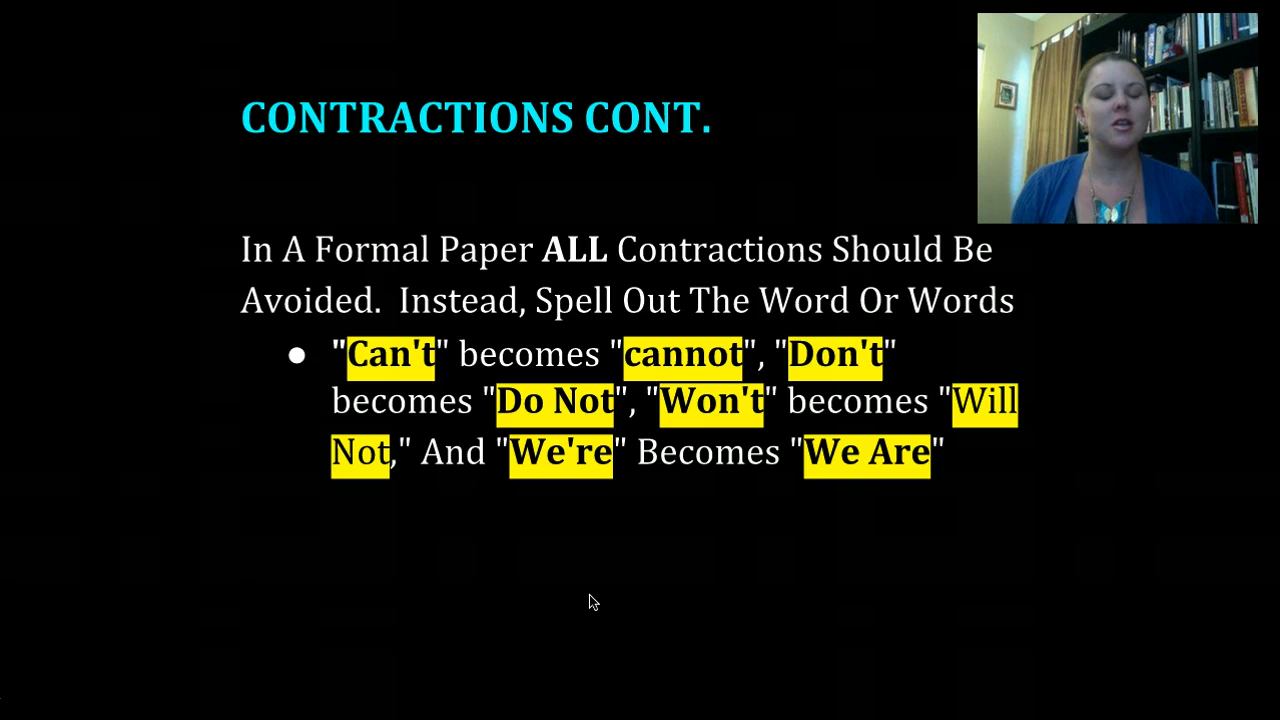 CONTRACTIONS CONT.
In A Formal Paper ALL Contractions Should Be
Avoided.  Instead, Spell Out The Word Or Words
● "Can't" becomes "cannot", "Don't"
becomes "Do Not", "Won't" becomes "Will
Not," And "We're" Becomes "We Are"